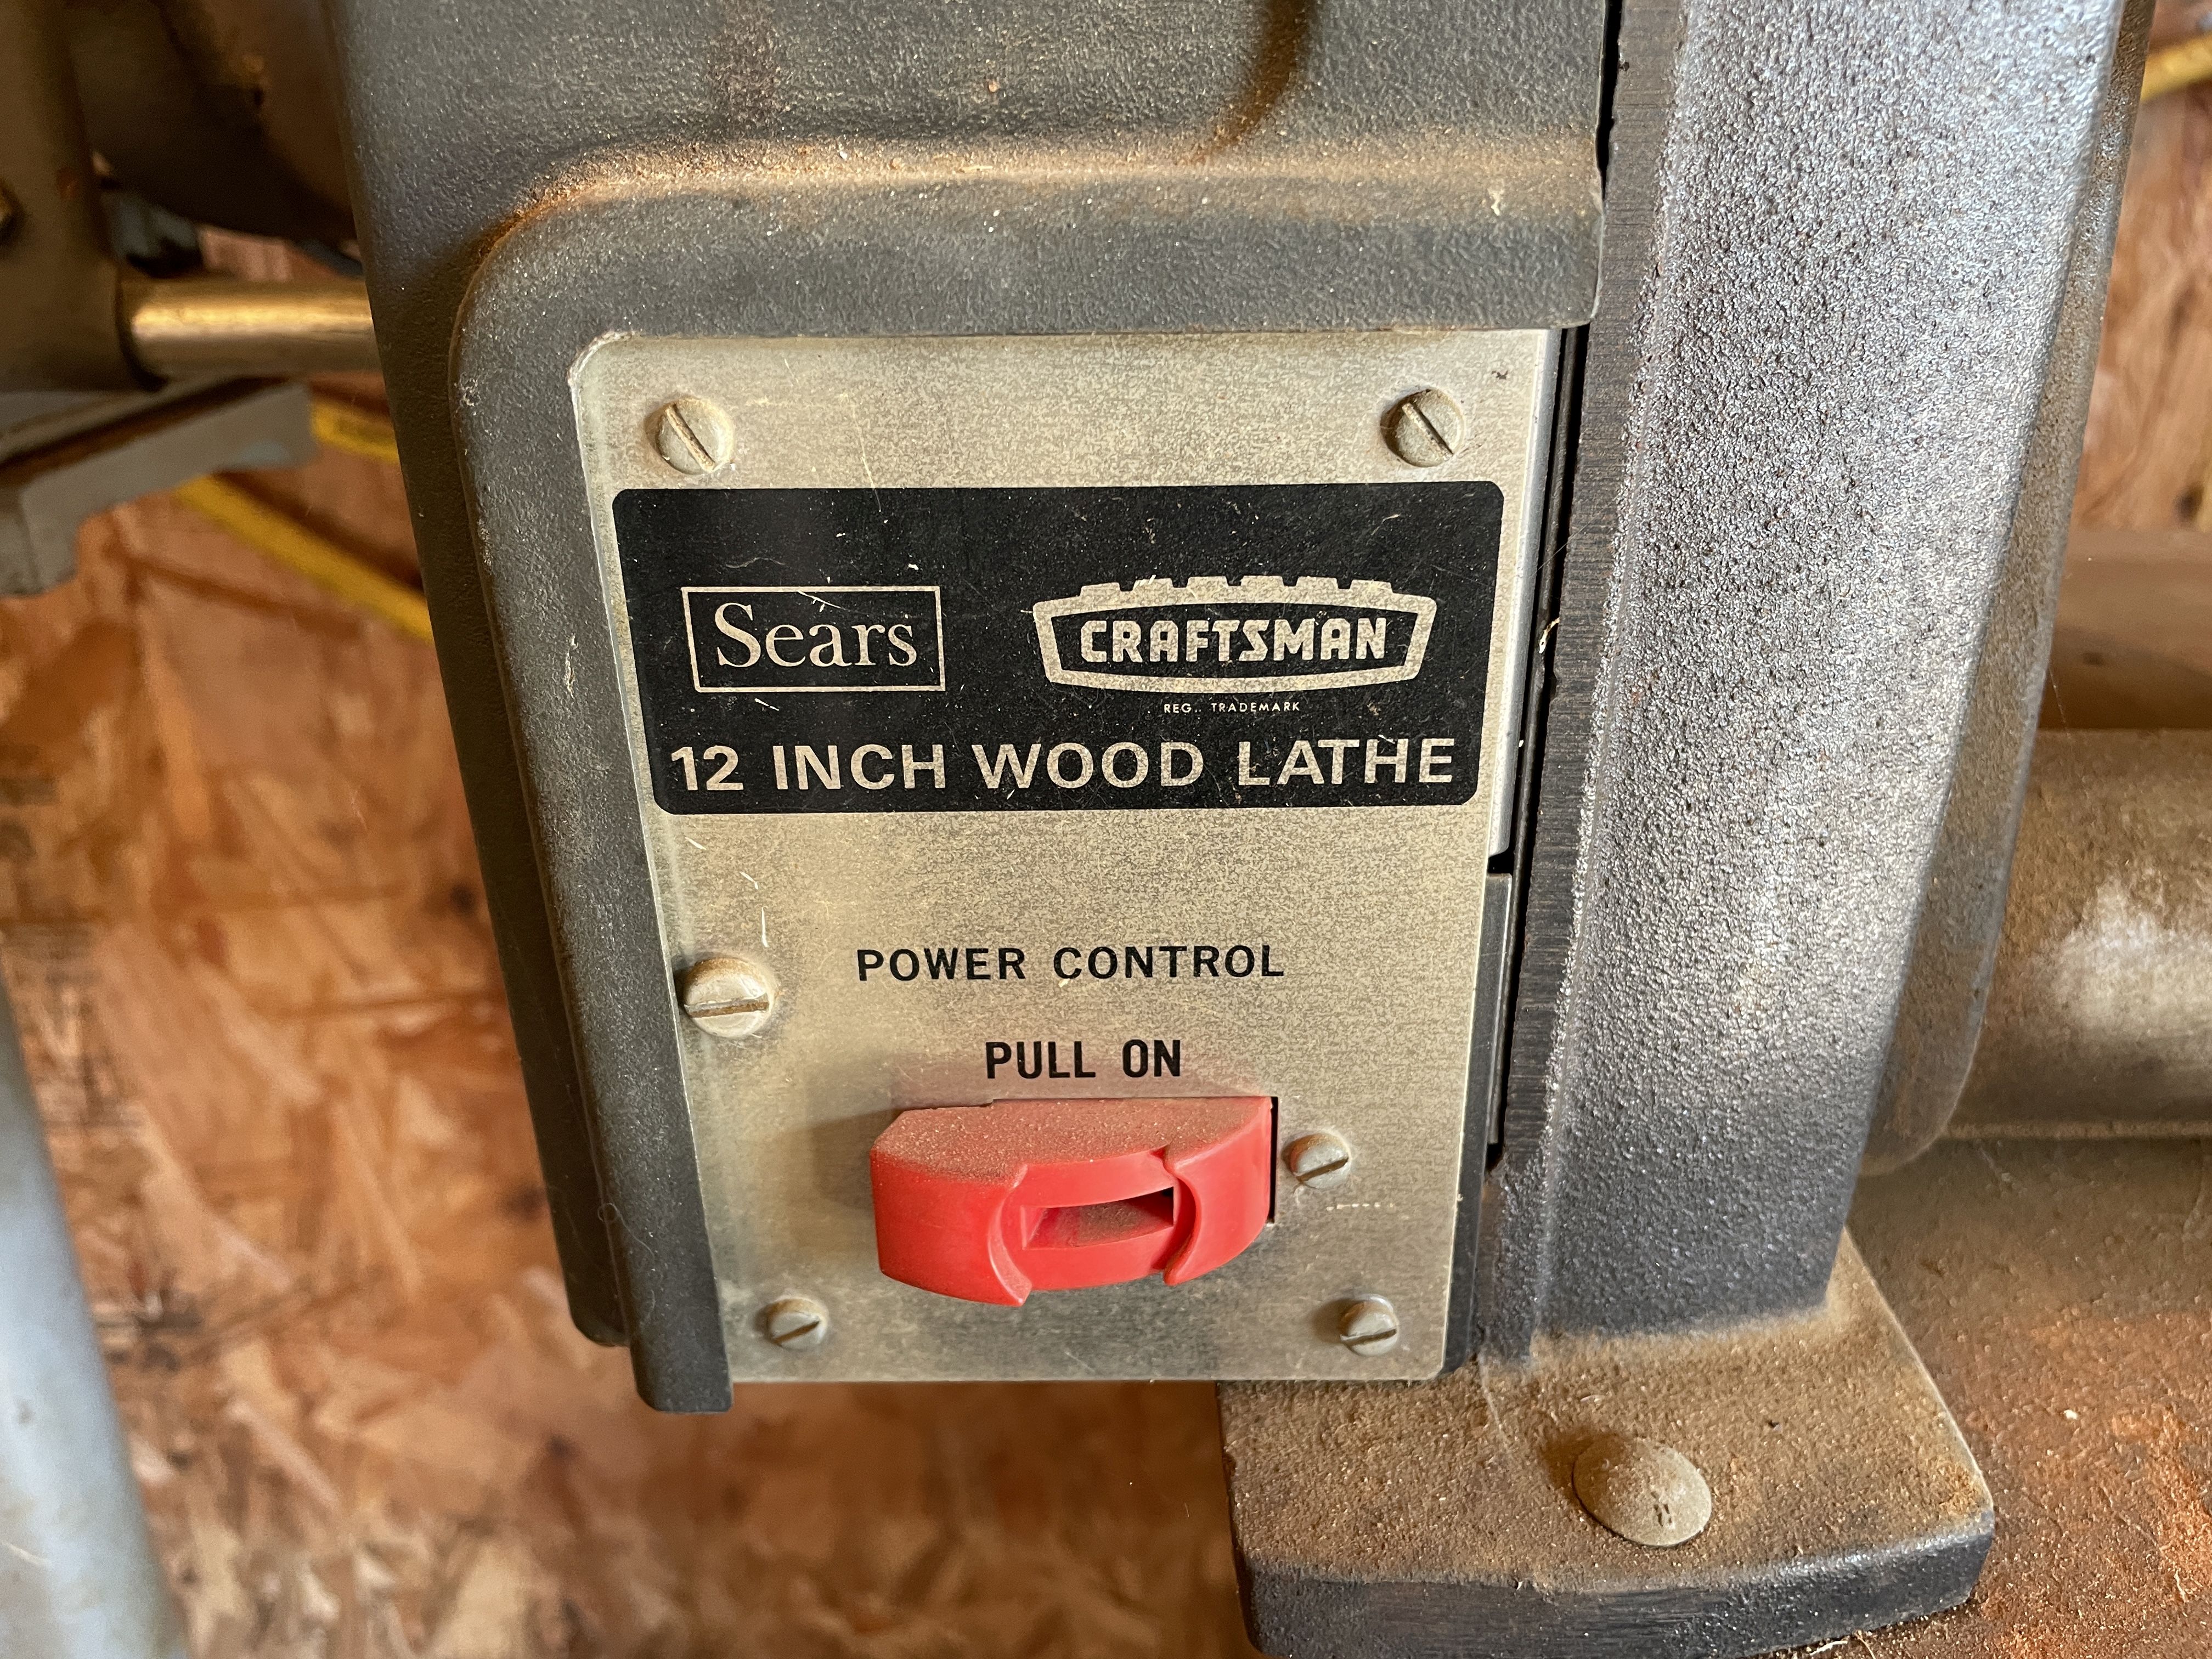 Sears CRAFTSMAN
REG. TRADEMARK
12 INCH WOOD LATHE
POWER CONTROL
PULL ON